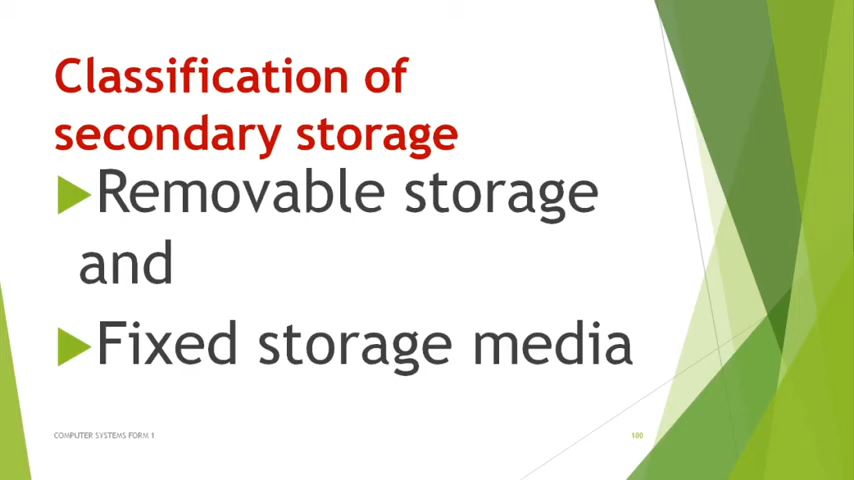 Classification of
secondary storage
Removable storage
and
Fixed storage media
COMPUTER SYSTEMS FORM 1
100